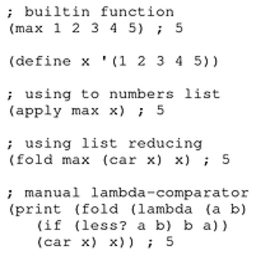 ; builtin function
(max 1 2 3 4 5) ; 5
(define x '(1 2 3 4 5))
; using to numbers list
(apply max x) ; 5
; using list reducing
(fold max (car x) x) ; 5
; manual lambda-comparator
(print (fold (lambda (a b)
(if (less? a b) b a))
(car x) x)) ; 5